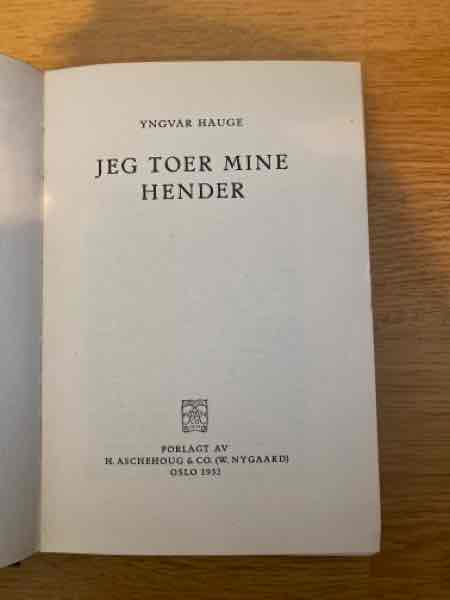 YNGVAR HAUGE
JEG TOER MINE
HENDER
FORLAGT AV
H. ASCHEHOUG & CO. (W. NYGAARD)
OSLO 1952